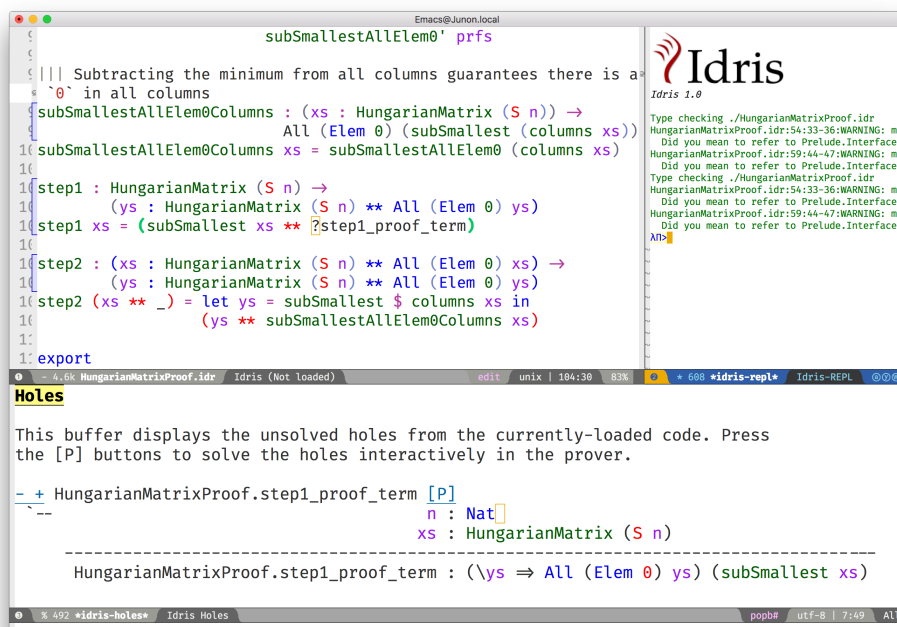 Emacs@Junon.local
subSmallestAllElem0' prfs
||| Subtracting the minimum from all columns guarantees there is a
`0` in all columns
subSmallestAllElem0Columns : (xs : HungarianMatrix (S n)) →
All (Elem 0) (subSmallest (columns xs))
subSmallestAllElem0Columns xs = subSmallestAllElem0 (columns xs)
step1 : HungarianMatrix (S n) →
(ys : HungarianMatrix (S n) ** All (Elem 0) ys)
step1 xs = (subSmallest xs ** ?step1_proof_term)
step2 : (xs : HungarianMatrix (S n) ** All (Elem 0) xs) →
(ys : HungarianMatrix (S n) ** All (Elem 0) ys)
step2 (xs ** _) = let ys = subSmallest $ columns xs in
(ys ** subSmallestAllElem0Columns xs)
export
❶ - 4.6k HungarianMatrixProof.idr Idris (Not loaded) edit unix | 104:30 83%
Idris
Idris 1.0
Type checking ./HungarianMatrixProof.idr
HungarianMatrixProof.idr:54:33-36:WARNING: m
Did you mean to refer to Prelude.Interface
HungarianMatrixProof.idr:59:44-47:WARNING: m
Did you mean to refer to Prelude.Interface
Type checking ./HungarianMatrixProof.idr
HungarianMatrixProof.idr:54:33-36:WARNING: m
Did you mean to refer to Prelude.Interface
HungarianMatrixProof.idr:59:44-47:WARNING: m
Did you mean to refer to Prelude.Interface
λΠ>
❷ * 608 *idris-repl* Idris-REPL
Holes
This buffer displays the unsolved holes from the currently-loaded code. Press
the [P] buttons to solve the holes interactively in the prover.
- + HungarianMatrixProof.step1_proof_term [P]
`-- n : Nat
xs : HungarianMatrix (S n)
----------------------------------------------------------------------------------
HungarianMatrixProof.step1_proof_term : (\ys ⇒ All (Elem 0) ys) (subSmallest xs)
❸ % 492 *idris-holes* Idris Holes popb# utf-8 | 7:49 All